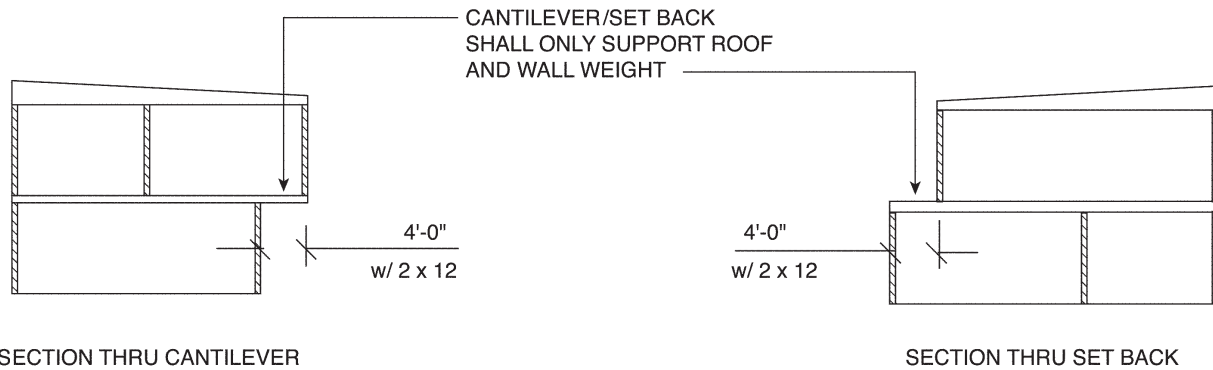 CANTILEVER/SET BACK
SHALL ONLY SUPPORT ROOF
AND WALL WEIGHT
4'-0"
w/ 2 x 12
4'-0"
w/ 2 x 12
SECTION THRU CANTILEVER
SECTION THRU SET BACK